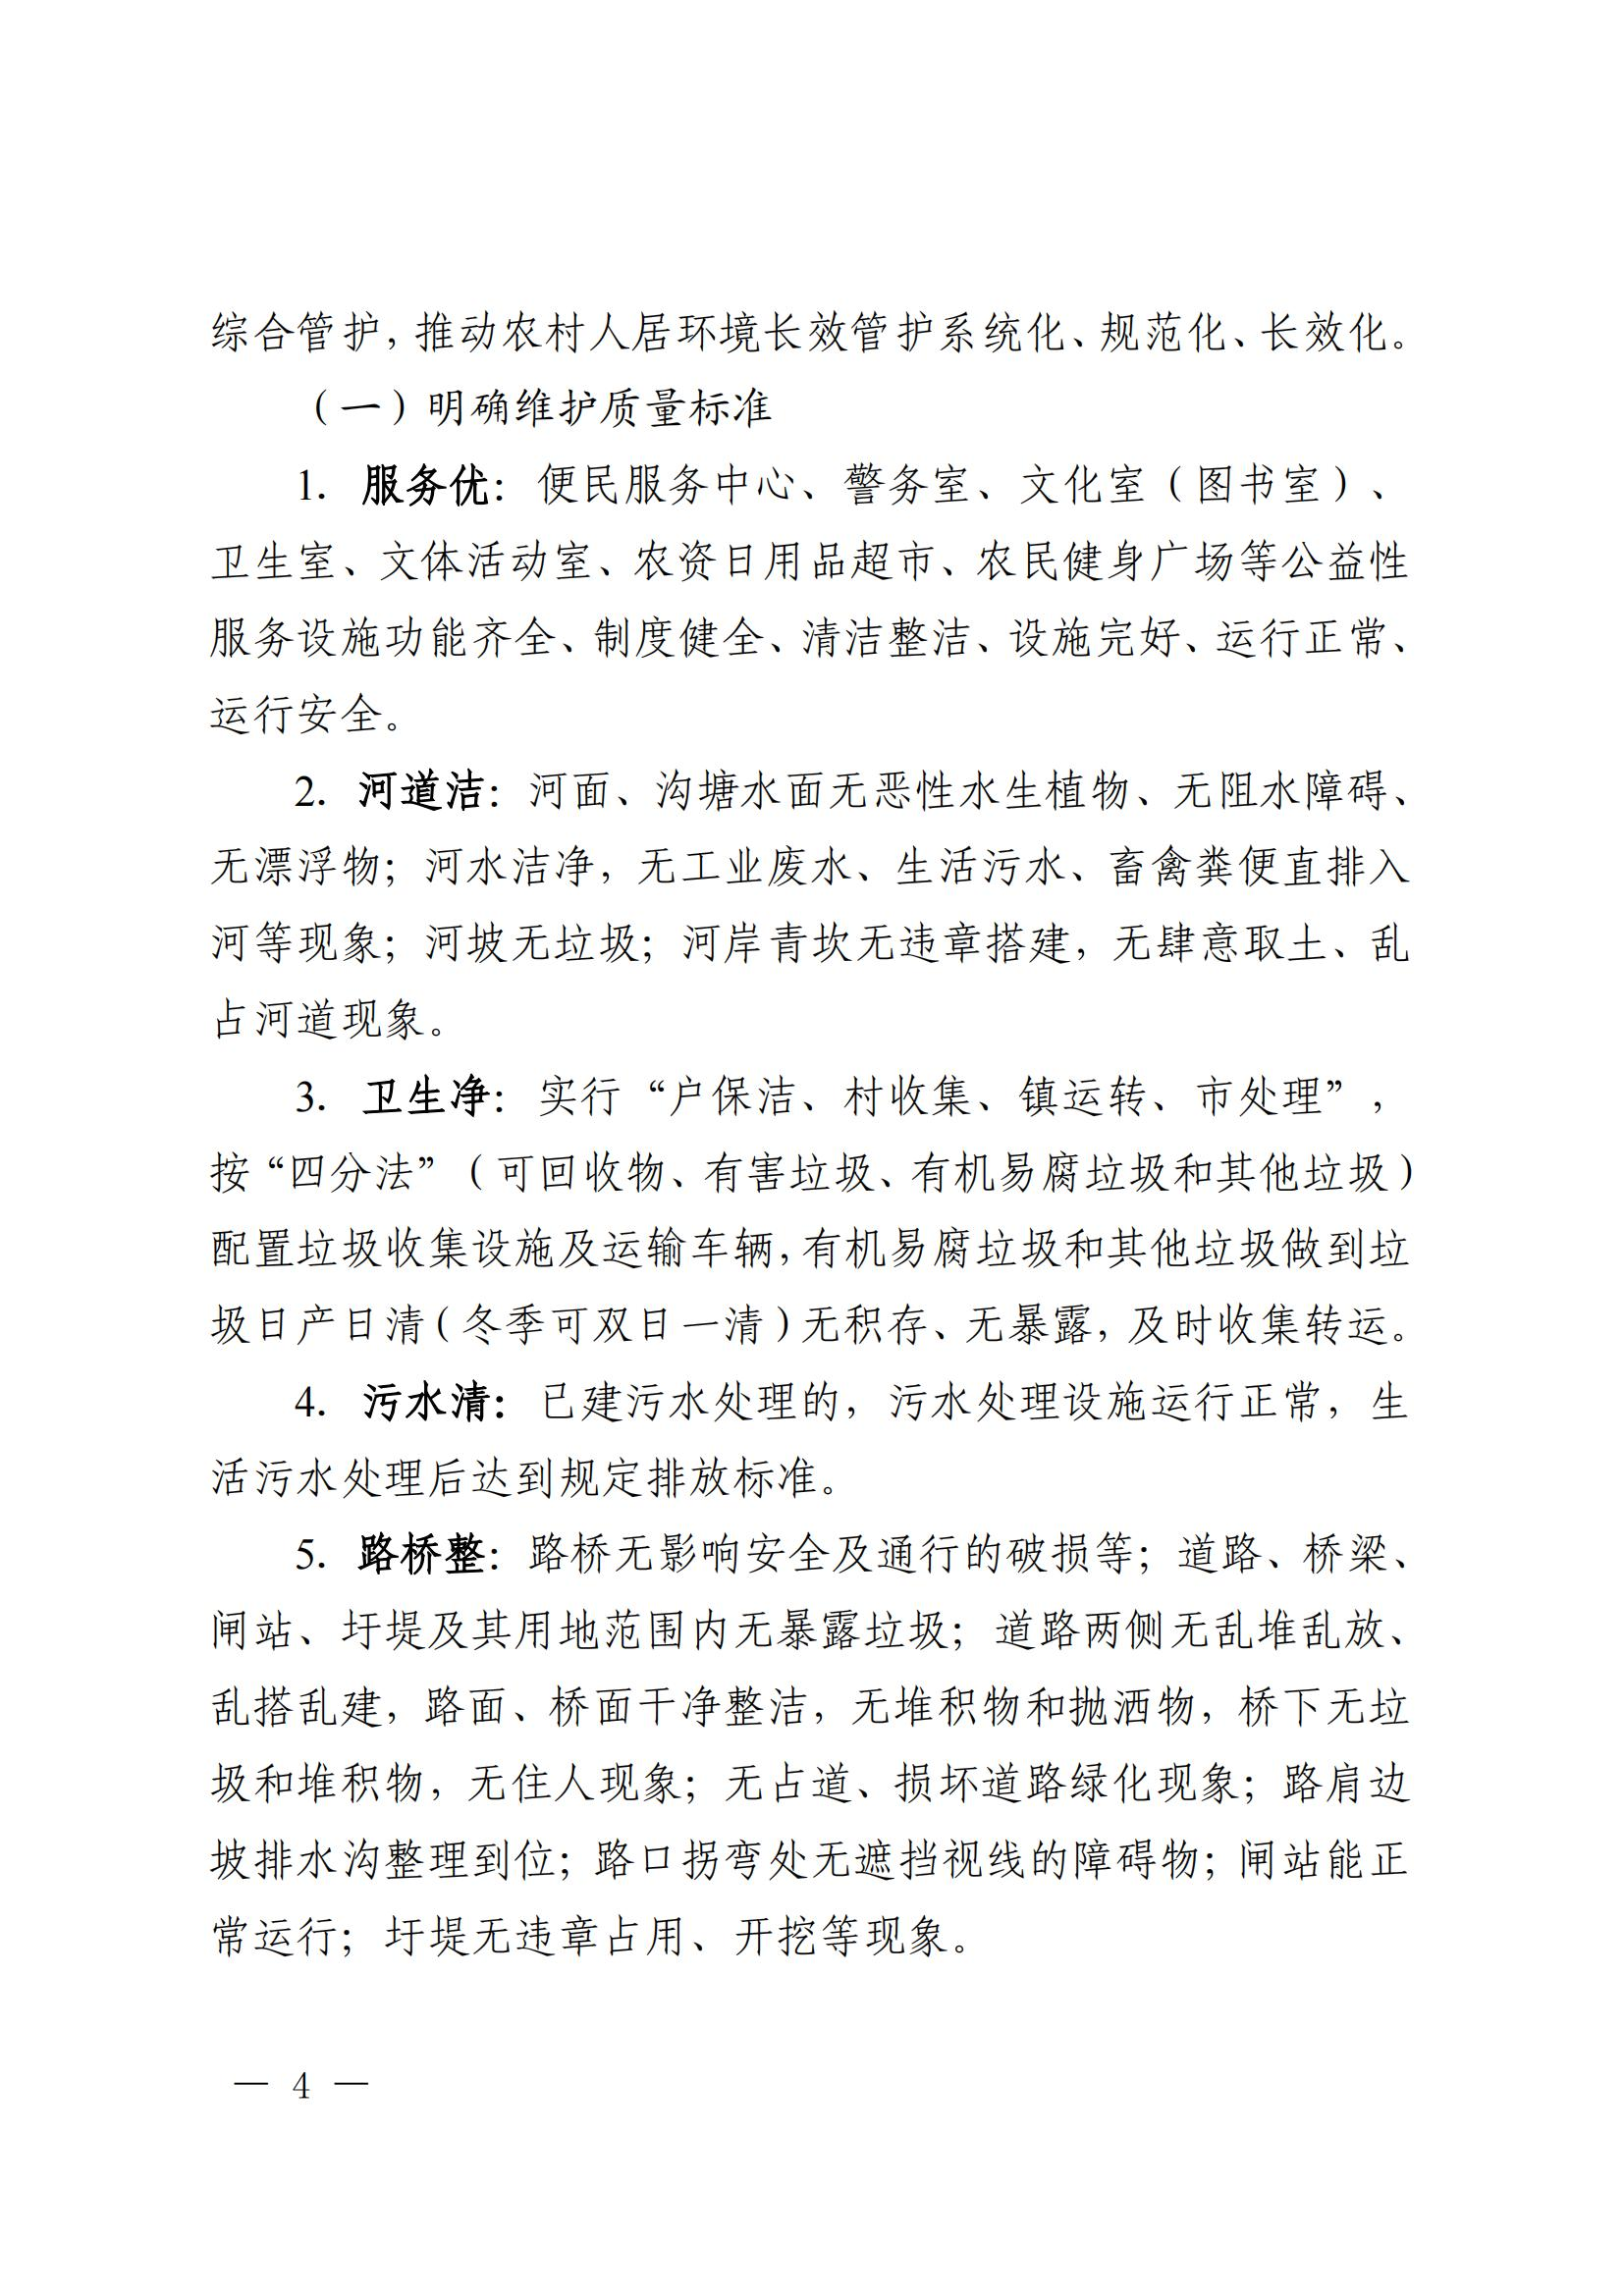 综合管护，推动农村人居环境长效管护系统化、规范化、长效化。
（一）明确维护质量标准
1. 服务优：便民服务中心、警务室、文化室（图书室）、
卫生室、文体活动室、农资日用品超市、农民健身广场等公益性
服务设施功能齐全、制度健全、清洁整洁、设施完好、运行正常、
运行安全。
2. 河道洁：河面、沟塘水面无恶性水生植物、无阻水障碍、
无漂浮物；河水洁净，无工业废水、生活污水、畜禽粪便直排入
河等现象；河坡无垃圾；河岸青坎无违章搭建，无肆意取土、乱
占河道现象。
3. 卫生净：实行“户保洁、村收集、镇运转、市处理”，
按“四分法”（可回收物、有害垃圾、有机易腐垃圾和其他垃圾）
配置垃圾收集设施及运输车辆，有机易腐垃圾和其他垃圾做到垃
圾日产日清（冬季可双日一清）无积存、无暴露，及时收集转运。
4. 污水清：已建污水处理的，污水处理设施运行正常，生
活污水处理后达到规定排放标准。
5. 路桥整：路桥无影响安全及通行的破损等；道路、桥梁、
闸站、圩堤及其用地范围内无暴露垃圾；道路两侧无乱堆乱放、
乱搭乱建，路面、桥面干净整洁，无堆积物和抛洒物，桥下无垃
圾和堆积物，无住人现象；无占道、损坏道路绿化现象；路肩边
坡排水沟整理到位；路口拐弯处无遮挡视线的障碍物；闸站能正
常运行；圩堤无违章占用、开挖等现象。
— 4 —